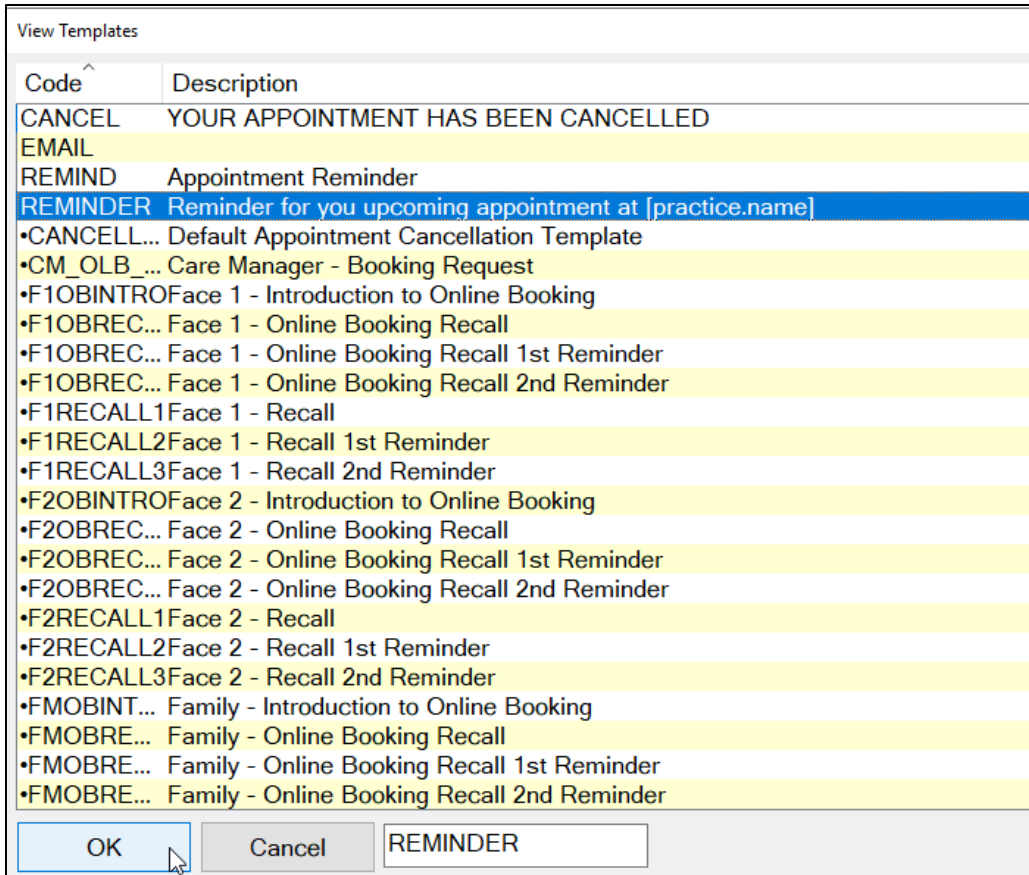 View Templates
Code Description
CANCEL YOUR APPOINTMENT HAS BEEN CANCELLED
EMAIL
REMIND Appointment Reminder
REMINDER Reminder for you upcoming appointment at [practice.name]
•CANCELL... Default Appointment Cancellation Template
•CM_OLB_... Care Manager - Booking Request
•F1OBINTRO Face 1 - Introduction to Online Booking
•F1OBREC... Face 1 - Online Booking Recall
•F1OBREC... Face 1 - Online Booking Recall 1st Reminder
•F1OBREC... Face 1 - Online Booking Recall 2nd Reminder
•F1RECALL1 Face 1 - Recall
•F1RECALL2 Face 1 - Recall 1st Reminder
•F1RECALL3 Face 1 - Recall 2nd Reminder
•F2OBINTRO Face 2 - Introduction to Online Booking
•F2OBREC... Face 2 - Online Booking Recall
•F2OBREC... Face 2 - Online Booking Recall 1st Reminder
•F2OBREC... Face 2 - Online Booking Recall 2nd Reminder
•F2RECALL1 Face 2 - Recall
•F2RECALL2 Face 2 - Recall 1st Reminder
•F2RECALL3 Face 2 - Recall 2nd Reminder
•FMOBINT... Family - Introduction to Online Booking
•FMOBRE... Family - Online Booking Recall
•FMOBRE... Family - Online Booking Recall 1st Reminder
•FMOBRE... Family - Online Booking Recall 2nd Reminder
OK Cancel REMINDER